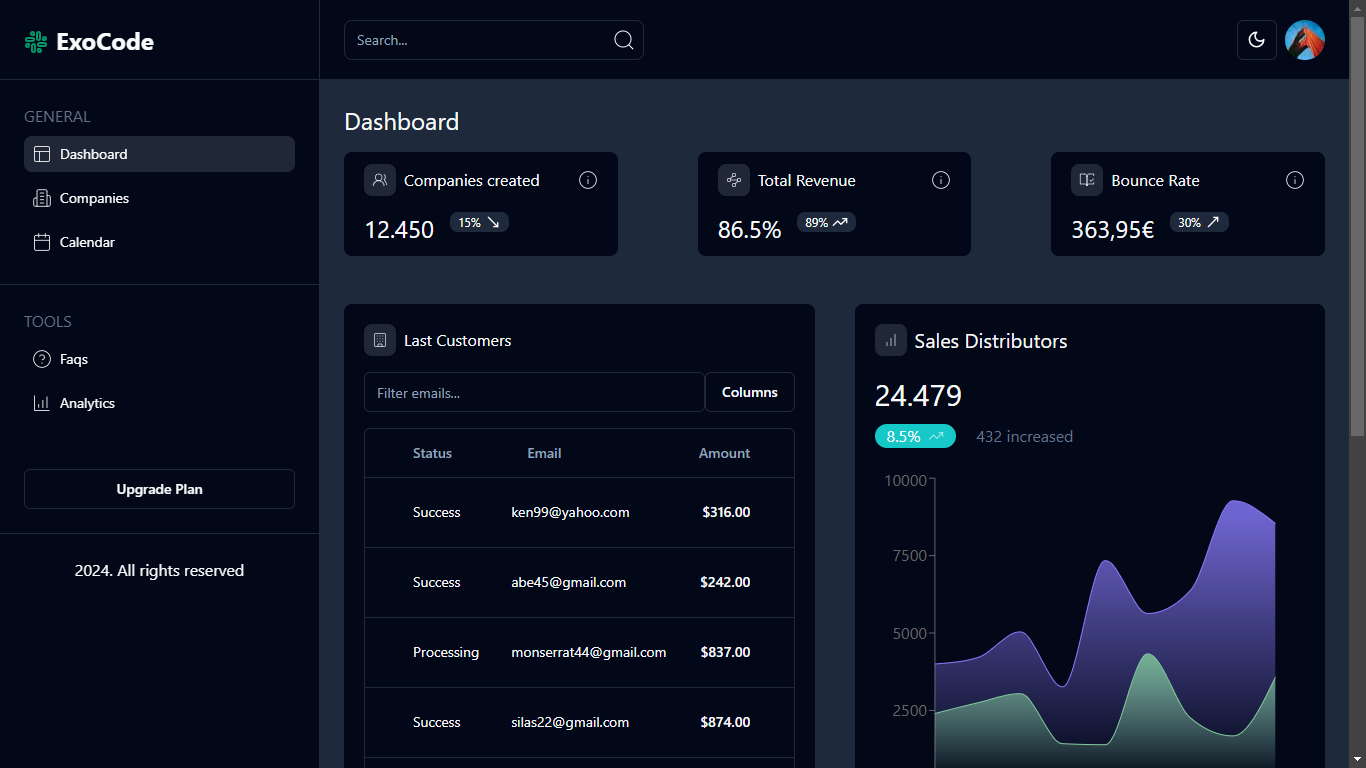 ExoCode
Search...
GENERAL
Dashboard
Companies
Calendar
TOOLS
Faqs
Analytics
Upgrade Plan
2024. All rights reserved
Dashboard
Companies created
12.450 15%
Total Revenue
86.5% 89%
Bounce Rate
363,95€ 30%
Last Customers
Filter emails... Columns
Status Email Amount
Success ken99@yahoo.com $316.00
Success abe45@gmail.com $242.00
Processing monserrat44@gmail.com $837.00
Success silas22@gmail.com $874.00
Sales Distributors
24.479
8.5% 432 increased
10000
7500
5000
2500